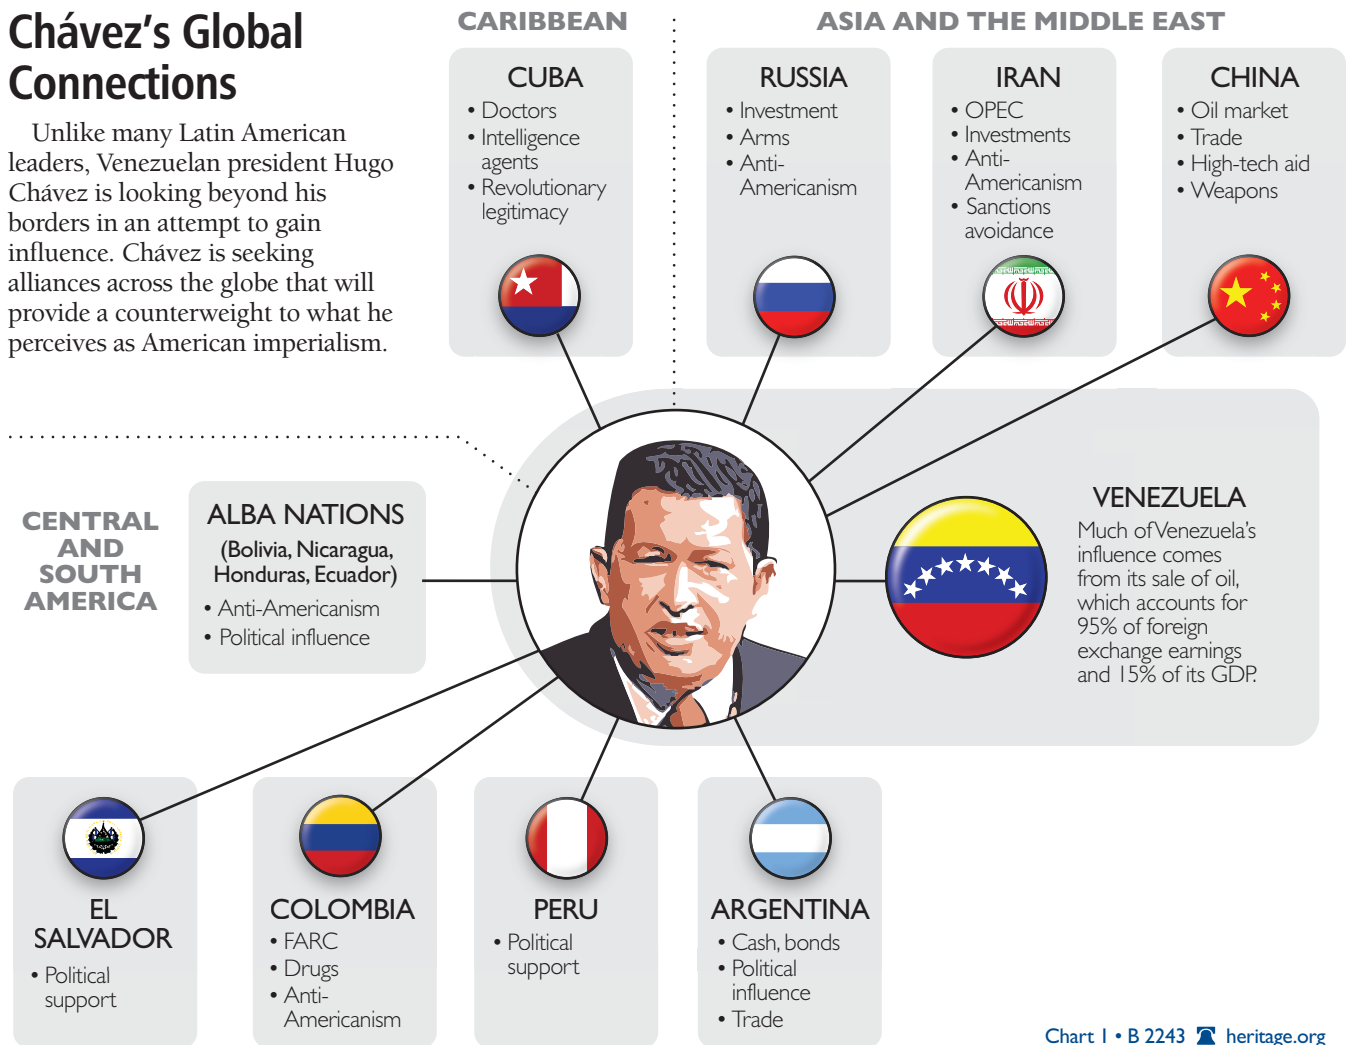 Chávez's Global
Connections
Unlike many Latin American
leaders, Venezuelan president Hugo
Chávez is looking beyond his
borders in an attempt to gain
influence. Chávez is seeking
alliances across the globe that will
provide a counterweight to what he
perceives as American imperialism.
CARIBBEAN
CUBA
• Doctors
• Intelligence
agents
• Revolutionary
legitimacy
ASIA AND THE MIDDLE EAST
RUSSIA
• Investment
• Arms
• Anti-
Americanism
IRAN
• OPEC
• Investments
• Anti-
Americanism
• Sanctions
avoidance
CHINA
• Oil market
• Trade
• High-tech aid
• Weapons
CENTRAL
AND
SOUTH
AMERICA
ALBA NATIONS
(Bolivia, Nicaragua,
Honduras, Ecuador)
• Anti-Americanism
• Political influence
VENEZUELA
Much of Venezuela's
influence comes
from its sale of oil,
which accounts for
95% of foreign
exchange earnings
and 15% of its GDP.
EL
SALVADOR
• Political
support
COLOMBIA
• FARC
• Drugs
• Anti-
Americanism
PERU
• Political
support
ARGENTINA
• Cash, bonds
• Political
influence
• Trade
Chart 1 • B 2243 heritage.org